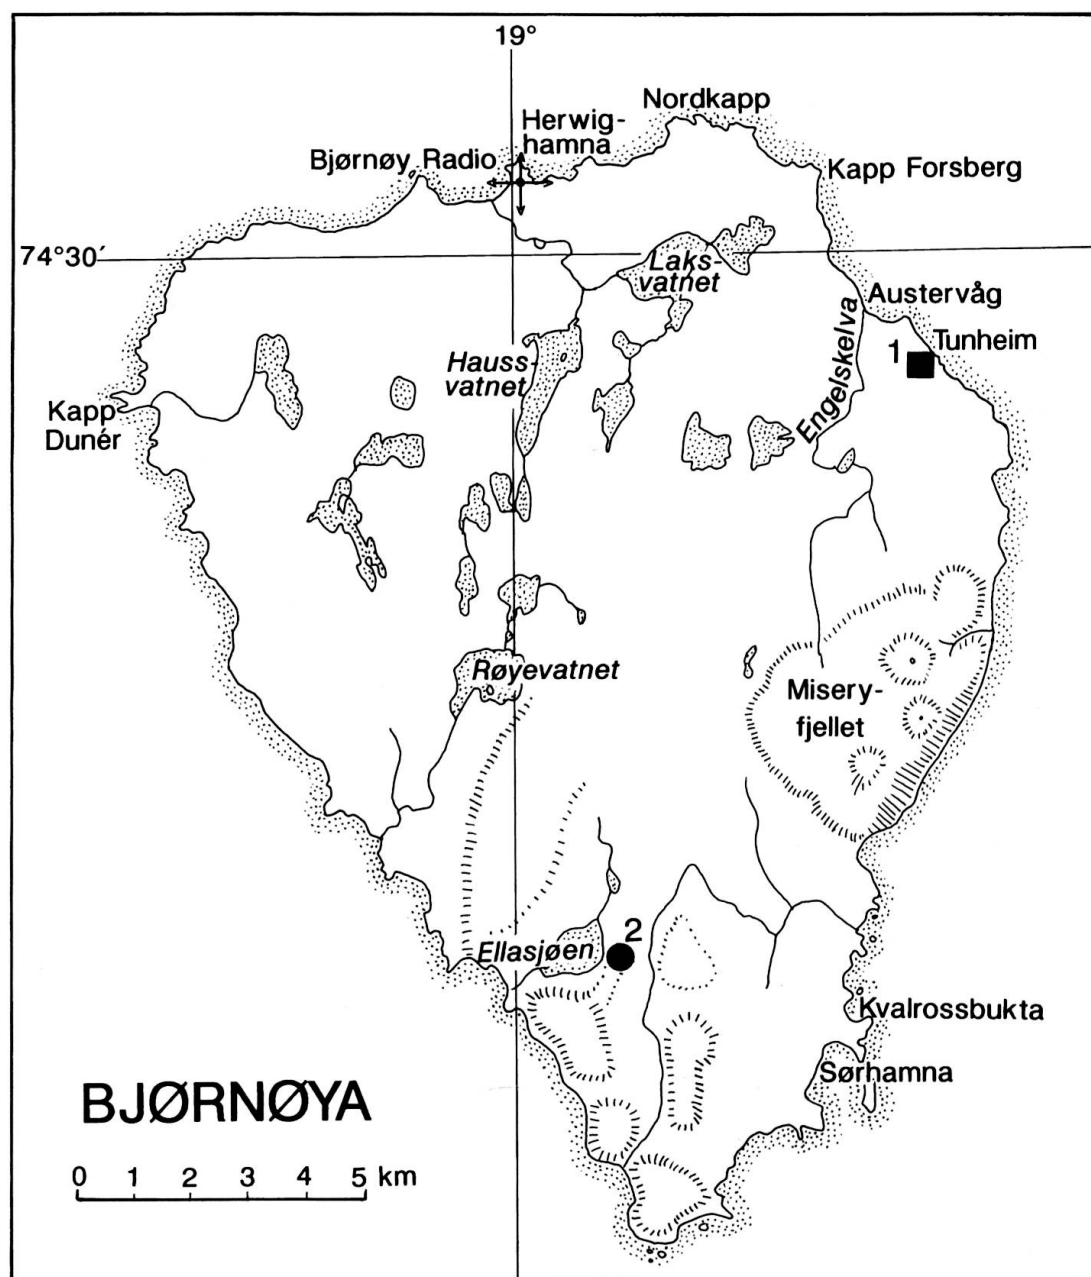 19°
Nordkapp
Herwig-
hamna
Bjørnøy Radio
Kapp Forsberg
74°30′
Laks-
vatnet
Austervåg
Engelskelva
1
Tunheim
Hauss-
vatnet
Kapp
Dunér
Røyevatnet
Misery-
fjellet
2
Ellasjøen
Kvalrossbukta
Sørhamna
BJØRNØYA
0 1 2 3 4 5 km